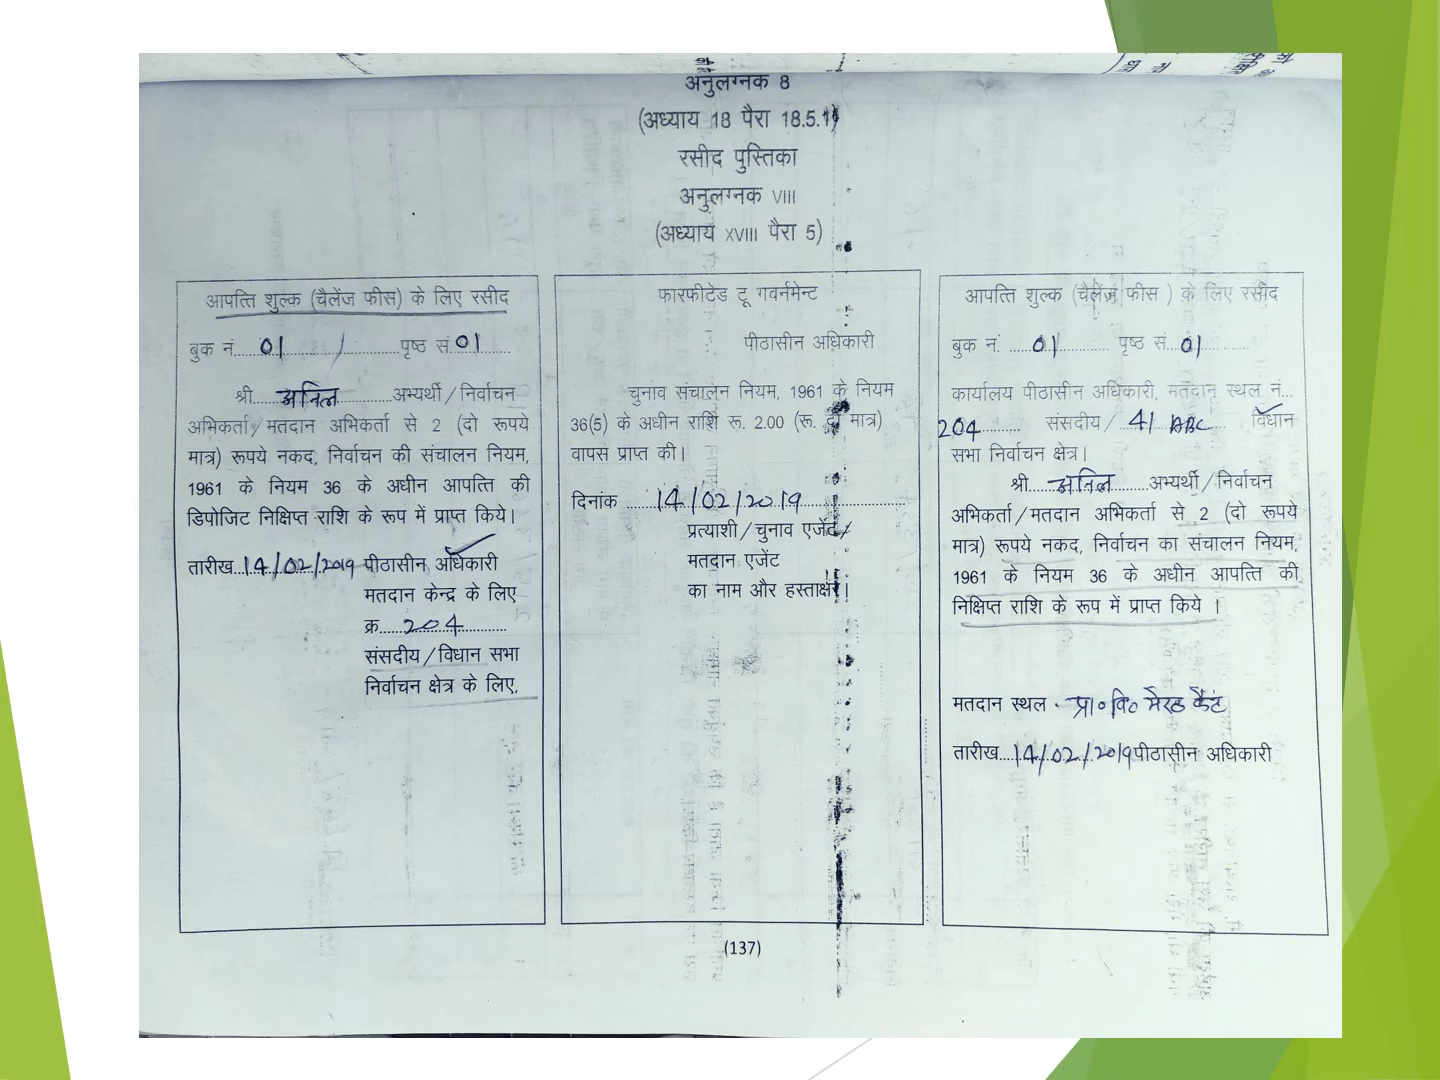 अनुलग्नक 8
(अध्याय 18 पैरा 18.5.1)
रसीद पुस्तिका
अनुलग्नक VIII
(अध्याय XVIII पैरा 5)
आपत्ति शुल्क (चैलेंज फीस) के लिए रसीद
बुक नं....01.../...पृष्ठ सं 01......
श्री.....अनिल..........अभ्यर्थी/निर्वाचन
अभिकर्ता/मतदान अभिकर्ता से 2 (दो रूपये
मात्र) रूपये नकद, निर्वाचन की संचालन नियम,
1961 के नियम 36 के अधीन आपत्ति की
डिपोजिट निक्षिप्त राशि के रूप में प्राप्त किये।
तारीख...14/02/2019 पीठासीन अधिकारी
मतदान केन्द्र के लिए
क्र......204..........
संसदीय/विधान सभा
निर्वाचन क्षेत्र के लिए,
फारफीटेड टू गवर्नमेन्ट
पीठासीन अधिकारी
चुनाव संचालन नियम, 1961 के नियम
36(5) के अधीन राशि रू. 2.00 (रू. दो मात्र)
वापस प्राप्त की।
दिनांक ......14/02/2019....................
प्रत्याशी/चुनाव एजेंट/
मतदान एजेंट
का नाम और हस्ताक्षर।
आपत्ति शुल्क (चैलेंज फीस ) के लिए रसीद
बुक नं. .....01............ पृष्ठ सं...01...........
कार्यालय पीठासीन अधिकारी, मतदान स्थल नं...
204......... संसदीय/ .41 ABC... विधान
सभा निर्वाचन क्षेत्र।
श्री.....अनिल.......अभ्यर्थी/निर्वाचन
अभिकर्ता/मतदान अभिकर्ता से 2 (दो रूपये
मात्र) रूपये नकद, निर्वाचन का संचालन नियम,
1961 के नियम 36 के अधीन आपत्ति की
निक्षिप्त राशि के रूप में प्राप्त किये ।
मतदान स्थल . प्रा० वि० मेरठ कैंट
तारीख...14/02/2019पीठासीन अधिकारी
(137)